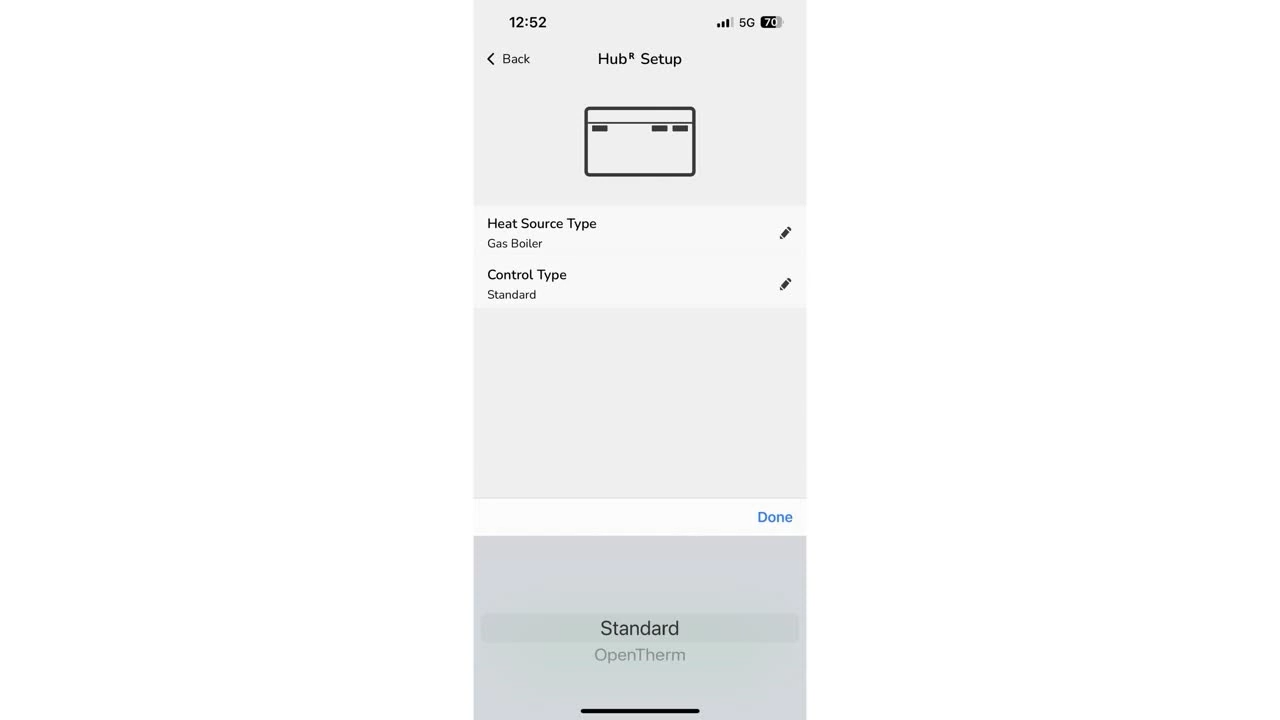 12:52
5G
70
Back
Hubᴿ Setup
Heat Source Type
Gas Boiler
Control Type
Standard
Done
Standard
OpenTherm